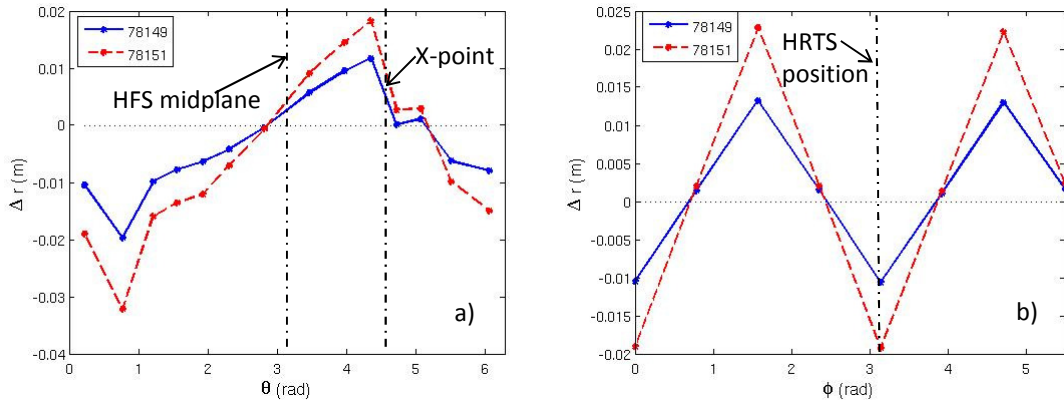 0.02
0.01
0
-0.01
-0.02
-0.03
-0.04
Δ r (m)
78149
78151
HFS midplane
X-point
a)
0 1 2 3 4 5 6
θ (rad)
0.025
0.02
0.015
0.01
0.005
0
-0.005
-0.01
-0.015
-0.02
Δ r (m)
78149
78151
HRTS
position
b)
0 1 2 3 4 5
ϕ (rad)